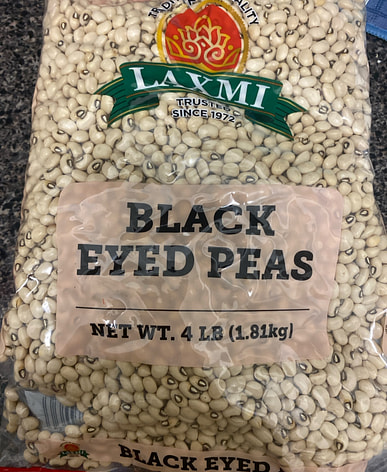 LAXMI
TRUSTED
SINCE 1972
BLACK
EYED PEAS
NET WT. 4 LB (1.81kg)
BLACK EYED